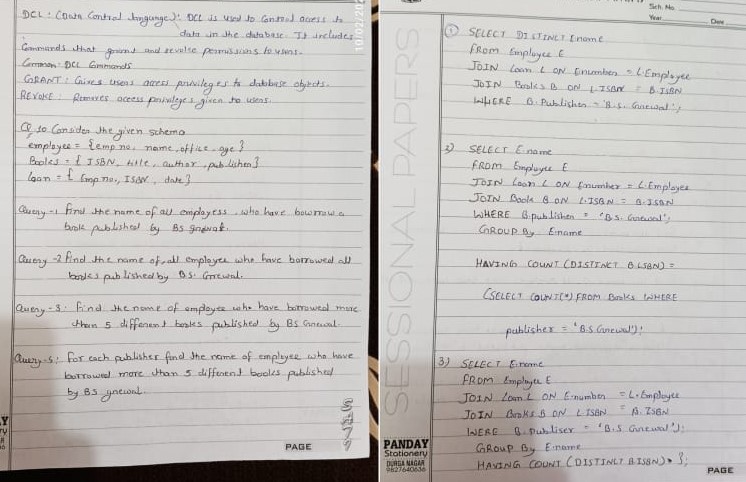 DCL : (Data Control language) : DCL is used to Control access to
data in the database. It includes
Commands that grant and revoke permissions to users.
Common DCL Commands
GRANT : Gives users access privileges to database objects.
REVOKE : Removes access privileges given to users.
Q 10 Consider the given schema
employee = {emp no, name, office, age}
Books = { ISBN, title, author, publisher}
loan = { Emp no, ISBN, date}
Query-1 find the name of all employess who have bowrrow a
book published by BS
Query-2 find the name of all employee who have borrowed all
books published by BS.
Query-3: Find the name of employee who have borrowed more
than 5 different books published by BS
Query-5: For each publisher find the name of employee who have
borrowed more than 5 different books published
by BS
PAGE
Sch. No.
Year
Date
SESSIONAL PAPERS
① SELECT DISTINCT E.name
FROM Employee E
JOIN Loan L ON E.number = L.Employee
JOIN Books B ON L.ISBN = B.ISBN
WHERE B.Publisher = 'B.S. Grewal';
2) SELECT E.name
FROM Employee E
JOIN Loan L ON E.number = L.Employee
JOIN Book B ON L.ISBN = B.ISBN
WHERE B.publisher = 'B.S. Grewal';
GROUP By E.name
HAVING COUNT (DISTINCT B.ISBN) =
(SELECT COUNT(*) FROM Books WHERE
publisher = 'B.S Grewal');
3) SELECT E.name
FROM Employee E
JOIN Loan L ON E.number = L.Employee
JOIN Books B ON L.ISBN = B.ISBN
WERE B.Publiser = 'B.S Grewal');
GROUP By E.name
HAVING COUNT (DISTINCT B.ISBN)
PANDAY
Stationery
DURGA NAGAR
9827640636
PAGE